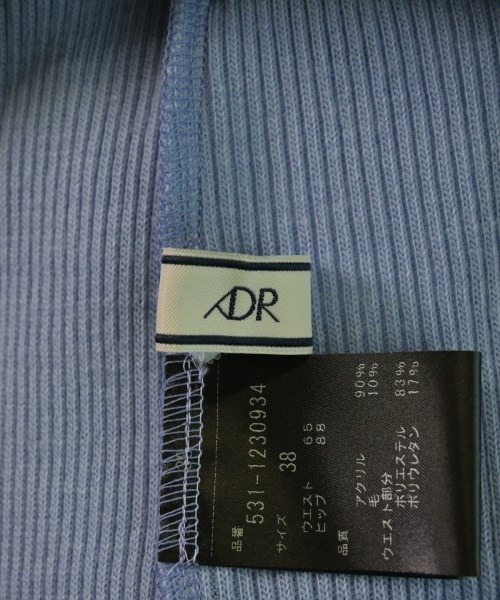 ADR
品番
531-1230934
サイズ
38
ウエスト 65
ヒップ 88
品質
アクリル 90%
毛 10%
ウエスト部分
ポリエステル 83%
ポリウレタン 17%